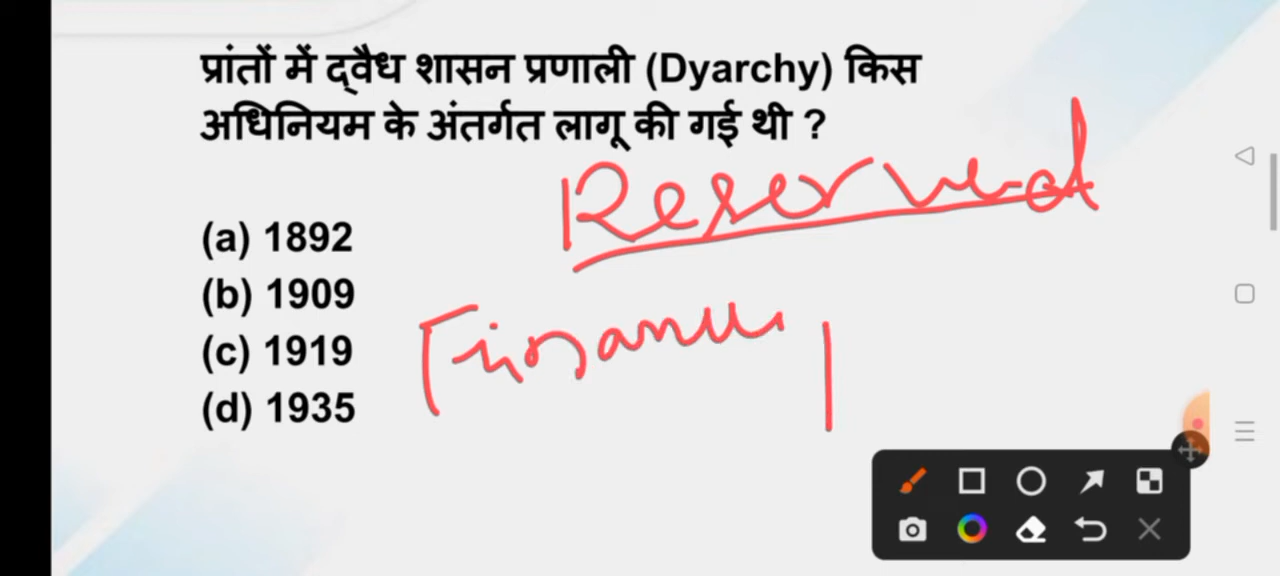 प्रांतों में द्वैध शासन प्रणाली (Dyarchy) किस
अधिनियम के अंतर्गत लागू की गई थी ?
Reserved
(a) 1892
(b) 1909
(c) 1919
(d) 1935